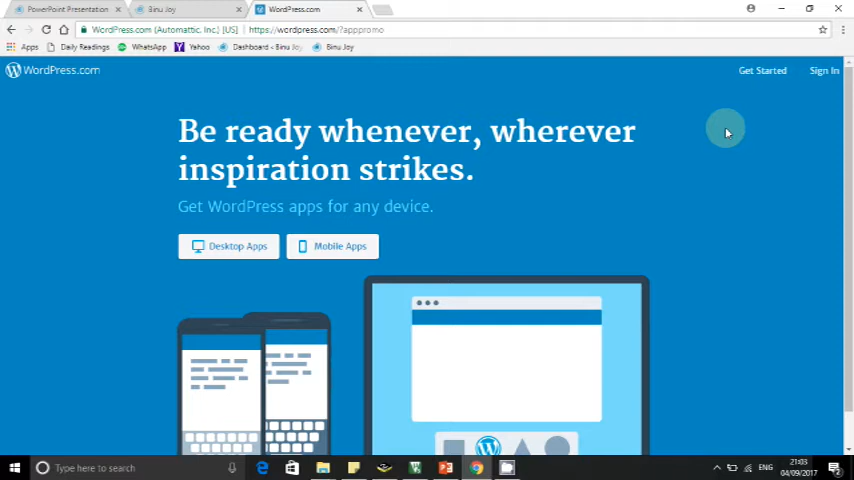 PowerPoint Presentation
Binu Joy
WordPress.com
WordPress.com (Automattic, Inc.) [US]
https://wordpress.com/?apppromo
Apps
Daily Readings
WhatsApp
Yahoo
Dashboard ‹ Binu Jo
Binu Joy
WordPress.com
Get Started
Sign In
Be ready whenever, wherever
inspiration strikes.
Get WordPress apps for any device.
Desktop Apps
Mobile Apps
Type here to search
ENG
21:03
04/09/2017